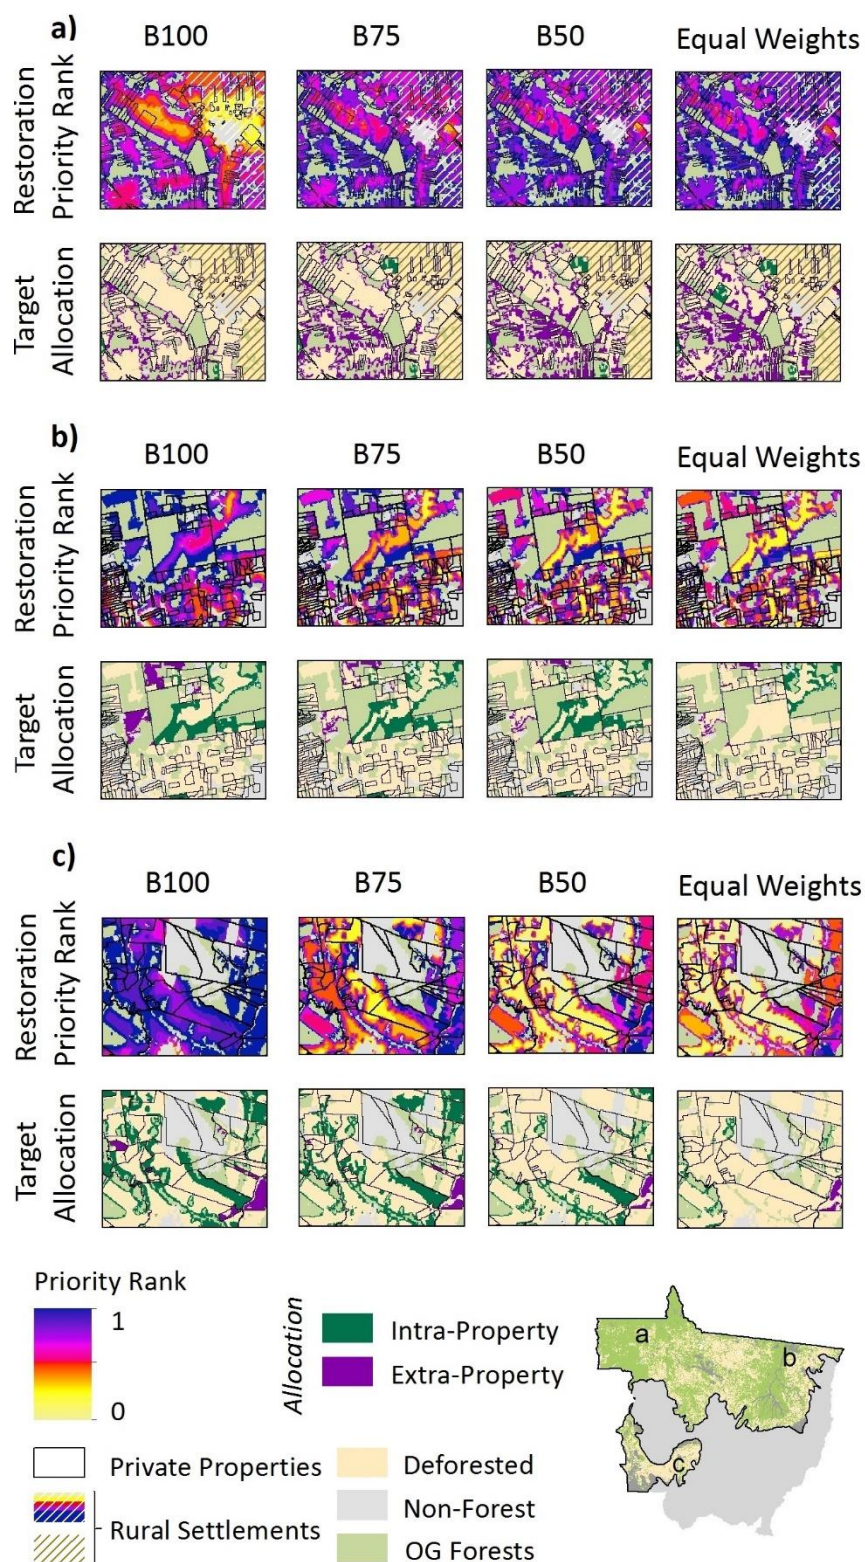 a)
B100 B75 B50 Equal Weights
Restoration
Priority Rank
Target
Allocation
b)
B100 B75 B50 Equal Weights
Restoration
Priority Rank
Target
Allocation
c)
B100 B75 B50 Equal Weights
Restoration
Priority Rank
Target
Allocation
Priority Rank
1
0
Allocation
Intra-Property
Extra-Property
Private Properties
Rural Settlements
Deforested
Non-Forest
OG Forests
a
b
c